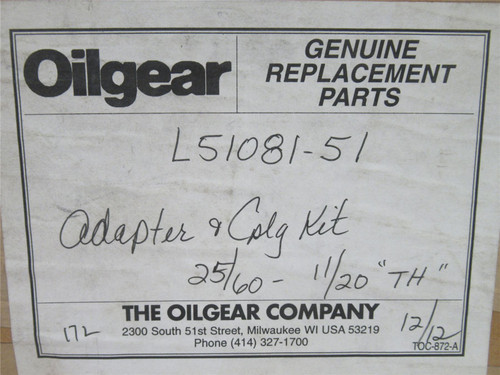 Oilgear
GENUINE
REPLACEMENT
PARTS
L51081-51
Adapter & Cplg Kit
25/60 - 11/20 "TH"
THE OILGEAR COMPANY
2300 South 51st Street, Milwaukee WI USA 53219
Phone (414) 327-1700
172
12/12
TOC-872-A